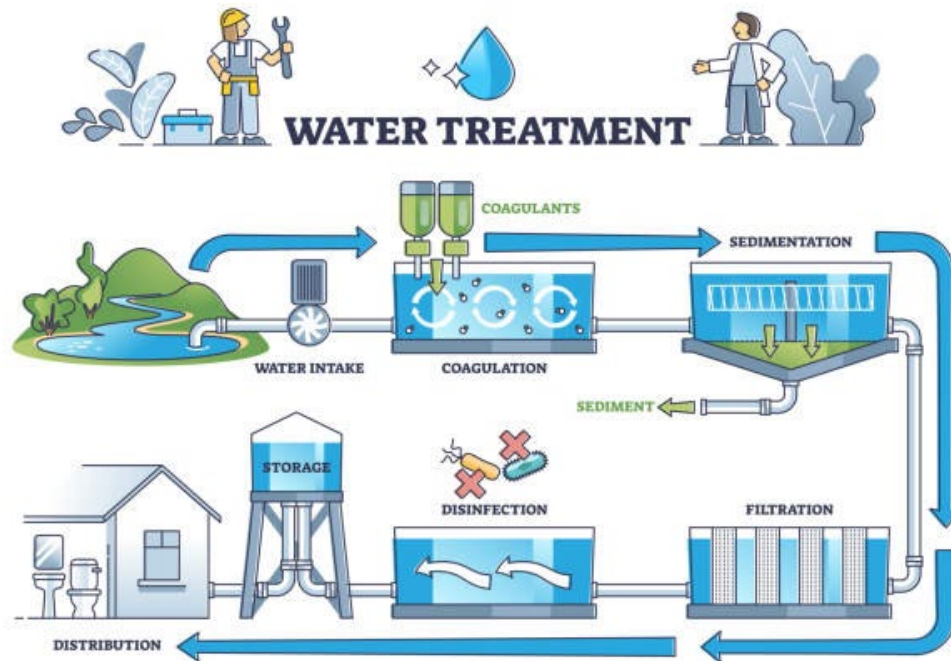 WATER TREATMENT
COAGULANTS
SEDIMENTATION
WATER INTAKE
COAGULATION
SEDIMENT
STORAGE
DISINFECTION
FILTRATION
DISTRIBUTION